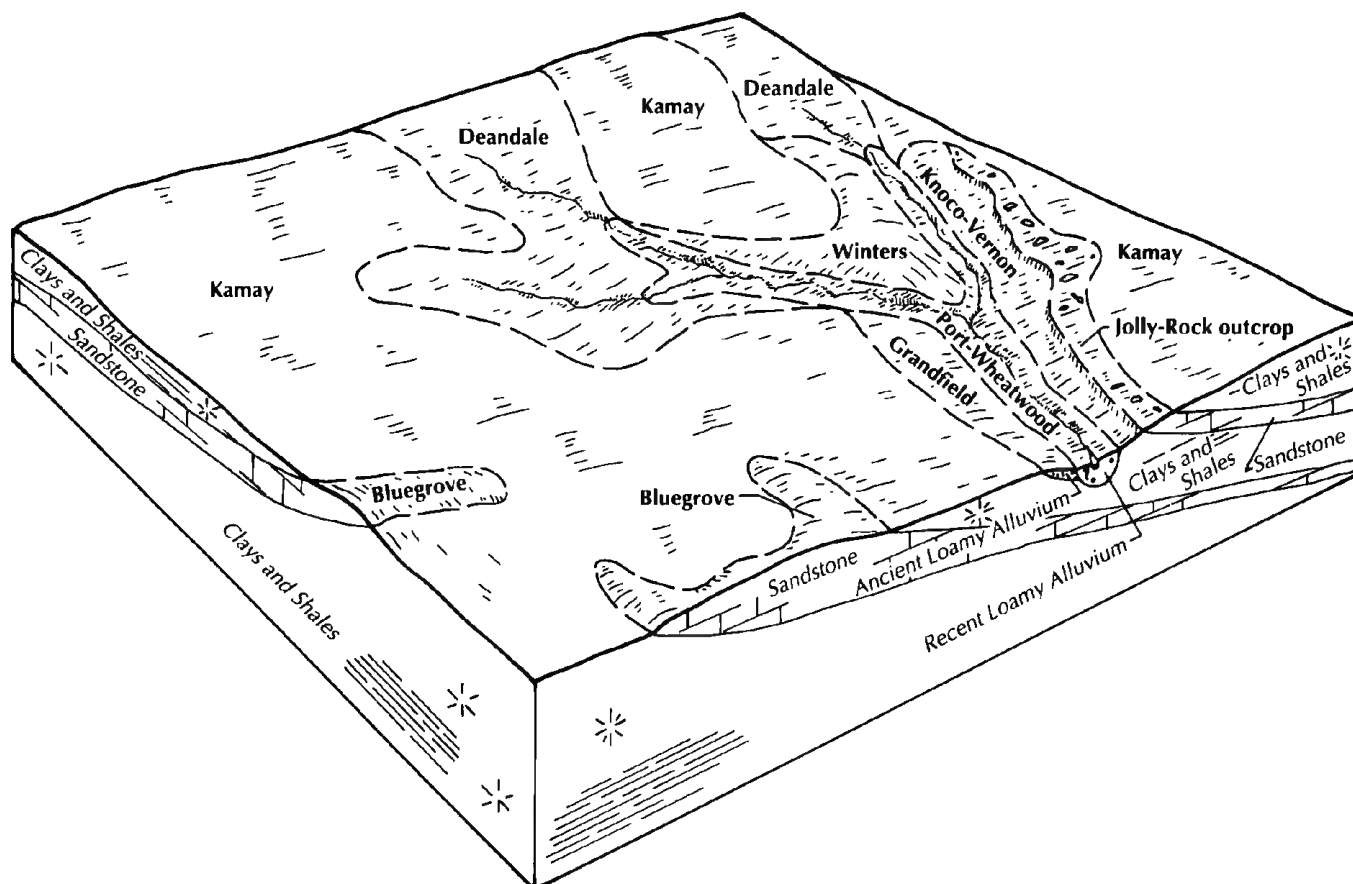 Deandale
Kamay
Deandale
Knoco-Vernon
Kamay
Winters
Kamay
Clays and Shales
Sandstone
Port-Wheatwood
Jolly-Rock outcrop
Grandfield
Clays and
Shales
Bluegrove
Bluegrove
Clays and
Shales
Sandstone
Sandstone
Ancient Loamy Alluvium
Recent Loamy Alluvium
Clays and Shales